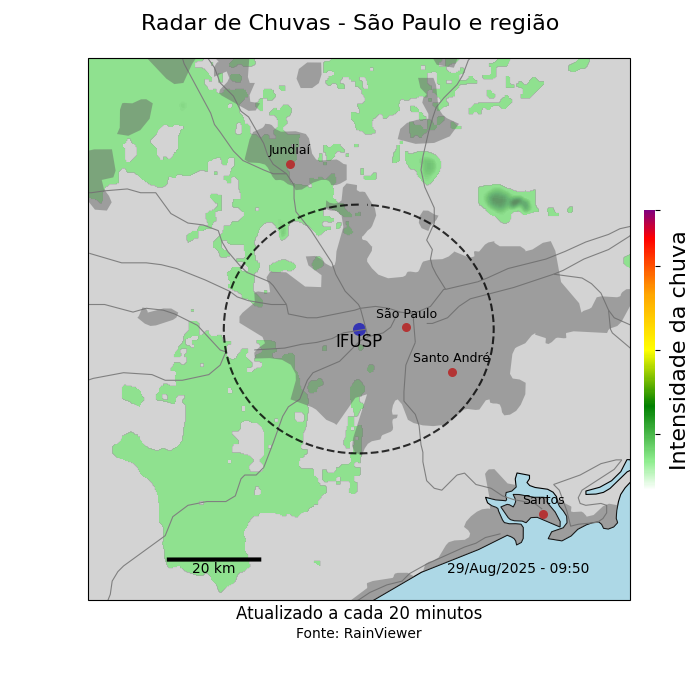 Radar de Chuvas - São Paulo e região
Jundiaí
São Paulo
IFUSP
Santo André
Santos
20 km
29/Aug/2025 - 09:50
Intensidade da chuva
Atualizado a cada 20 minutos
Fonte: RainViewer